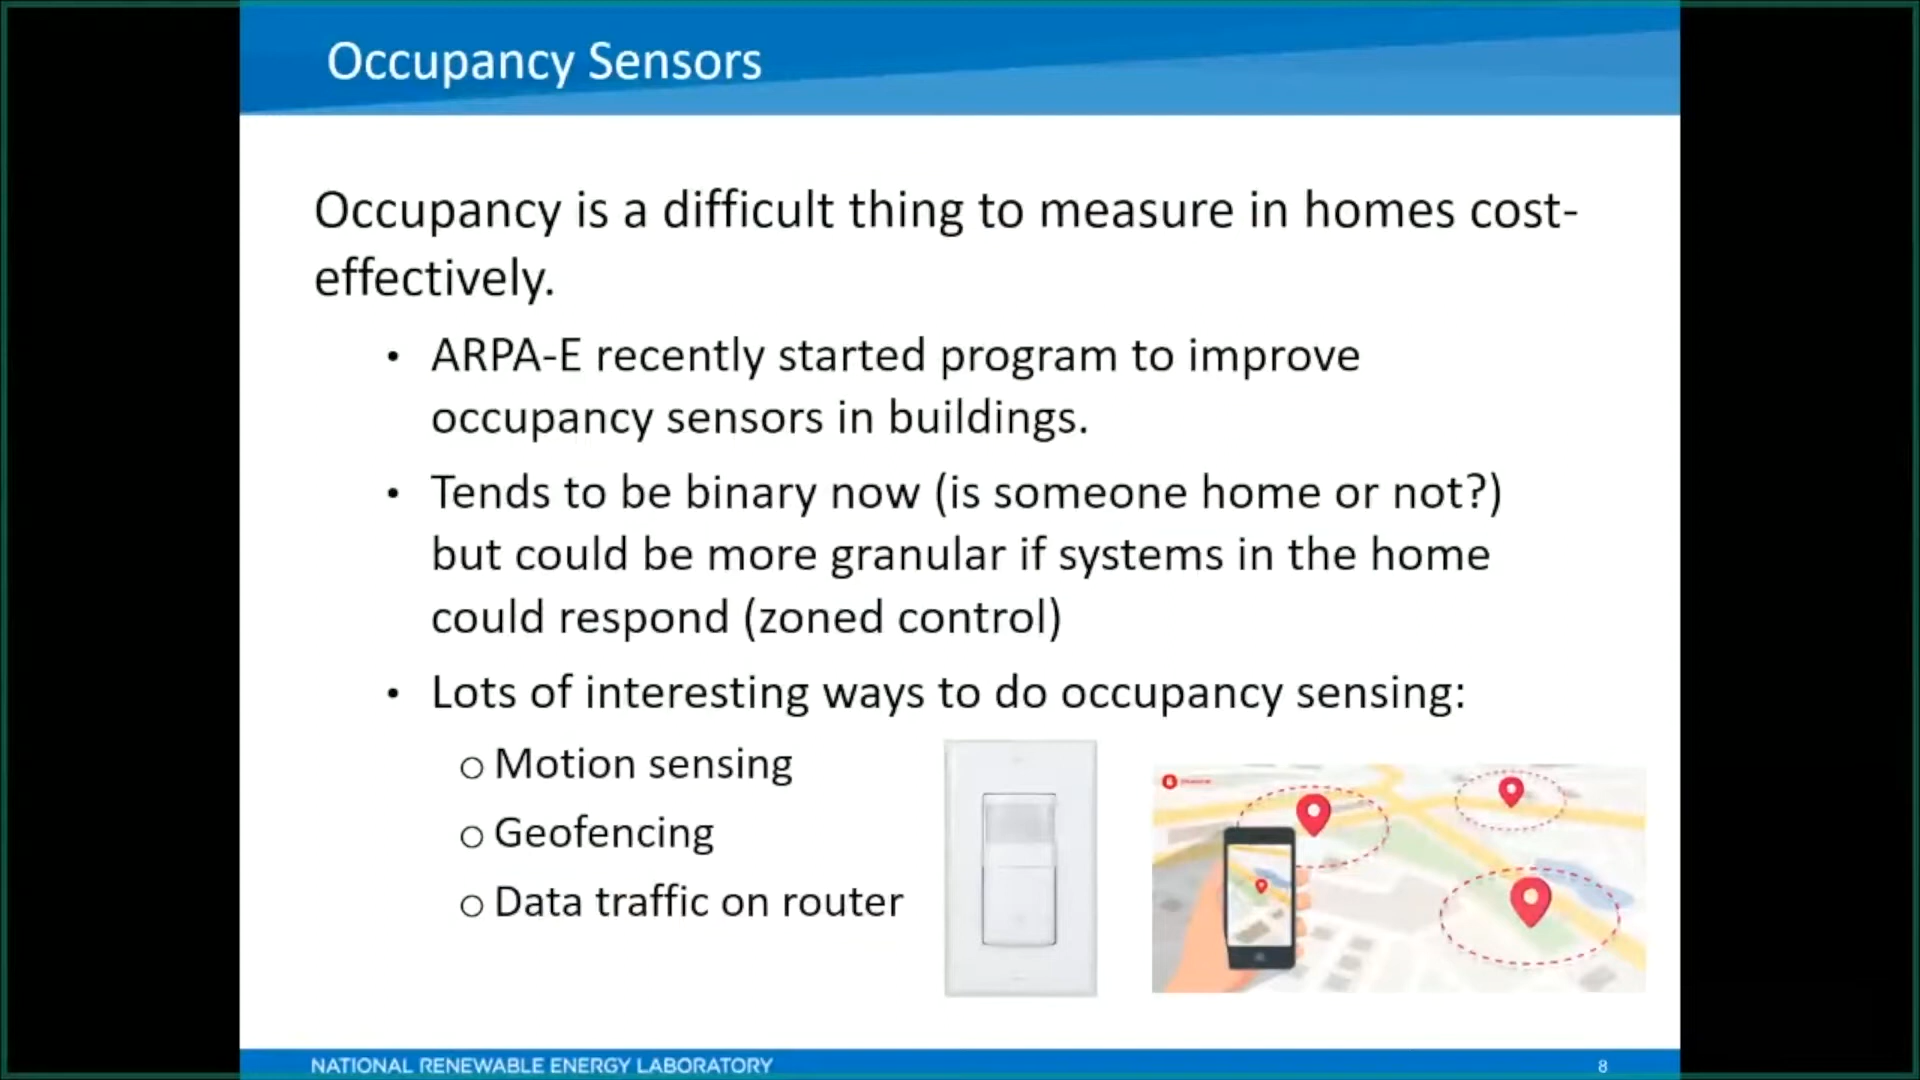 Occupancy Sensors
Occupancy is a difficult thing to measure in homes cost-
effectively.
• ARPA-E recently started program to improve
occupancy sensors in buildings.
• Tends to be binary now (is someone home or not?)
but could be more granular if systems in the home
could respond (zoned control)
• Lots of interesting ways to do occupancy sensing:
○ Motion sensing
○ Geofencing
○ Data traffic on router
NATIONAL RENEWABLE ENERGY LABORATORY
8